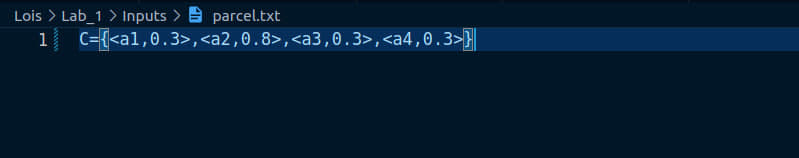 Lois > Lab_1 > Inputs > parcel.txt
1 C={<a1,0.3>,<a2,0.8>,<a3,0.3>,<a4,0.3>}